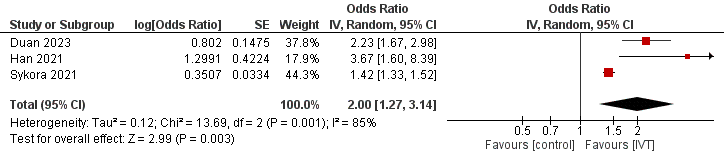 Odds Ratio Odds Ratio
Study or Subgroup log[Odds Ratio] SE Weight IV, Random, 95% CI IV, Random, 95% CI
Duan 2023 0.802 0.1475 37.8% 2.23 [1.67, 2.98]
Han 2021 1.2991 0.4224 17.9% 3.67 [1.60, 8.39]
Sykora 2021 0.3507 0.0334 44.3% 1.42 [1.33, 1.52]
Total (95% CI) 100.0% 2.00 [1.27, 3.14]
Heterogeneity: Tau² = 0.12; Chi² = 13.69, df = 2 (P = 0.001); I² = 85%
Test for overall effect: Z = 2.99 (P = 0.003)
0.5 0.7 1 1.5 2
Favours [control] Favours [IVT]